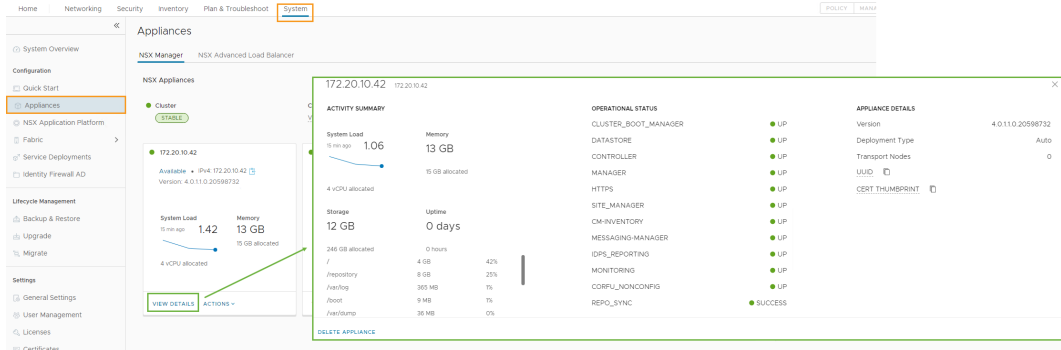 Home Networking Security Inventory Plan & Troubleshoot System
POLICY
«
System Overview
Configuration
Quick Start
Appliances
NSX Application Platform
Fabric >
Service Deployments
Identity Firewall AD
Lifecycle Management
Backup & Restore
Upgrade
Migrate
Settings
General Settings
User Management
Licenses
Certificates
Appliances
NSX Manager NSX Advanced Load Balancer
NSX Appliances
Cluster
STABLE
172.20.10.42
Available • IPv4: 172.20.10.42
Version: 4.0.1.1.0.20598732
System Load Memory
15 min ago 1.42 13 GB
15 GB allocated
4 vCPU allocated
VIEW DETAILS ACTIONS
172.20.10.42 172.20.10.42
ACTIVITY SUMMARY
System Load Memory
15 min ago 1.06 13 GB
15 GB allocated
4 vCPU allocated
Storage Uptime
12 GB 0 days
246 GB allocated 0 hours
/ 4 GB 42%
/repository 8 GB 25%
/var/log 365 MB 1%
/boot 9 MB 1%
/var/dump 36 MB 0%
OPERATIONAL STATUS
CLUSTER_BOOT_MANAGER UP
DATASTORE UP
CONTROLLER UP
MANAGER UP
HTTPS UP
SITE_MANAGER UP
CM-INVENTORY UP
MESSAGING-MANAGER UP
IDPS_REPORTING UP
MONITORING UP
CORFU_NONCONFIG UP
REPO_SYNC SUCCESS
APPLIANCE DETAILS
Version 4.0.1.1.0.20598732
Deployment Type Auto
Transport Nodes 0
UUID
CERT THUMBPRINT
DELETE APPLIANCE